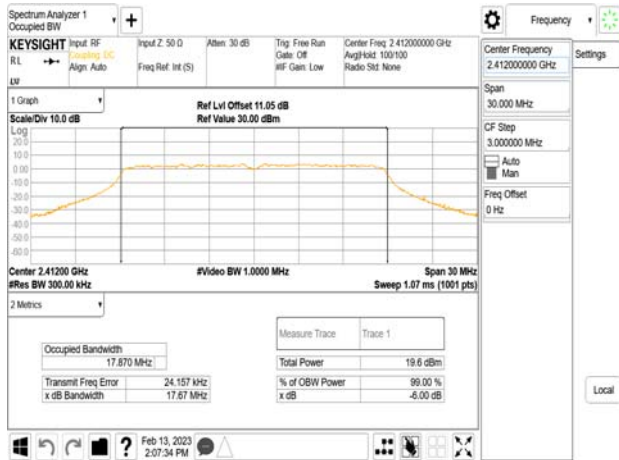 Spectrum Analyzer 1
Occupied BW
Frequency
KEYSIGHT
Input: RF
Input Z: 50 Ω
Atten: 30 dB
Trig: Free Run
Center Freq: 2.412000000 GHz
RL
Coupling: DC
Gate: Off
Avg|Hold: 100/100
Align: Auto
Freq Ref: Int (S)
#IF Gain: Low
Radio Std: None
Center Frequency
2.412000000 GHz
Settings
Span
30.000 MHz
CF Step
3.000000 MHz
Auto
Man
Freq Offset
0 Hz
Local
1 Graph
Ref Lvl Offset 11.05 dB
Scale/Div 10.0 dB
Ref Value 30.00 dBm
Log
20.0
10.0
0.00
-10.0
-20.0
-30.0
-40.0
-50.0
-60.0
Center 2.41200 GHz
#Video BW 1.0000 MHz
Span 30 MHz
#Res BW 300.00 kHz
Sweep 1.07 ms (1001 pts)
2 Metrics
Measure Trace
Trace 1
Occupied Bandwidth
17.870 MHz
Total Power
19.6 dBm
Transmit Freq Error
24.157 kHz
% of OBW Power
99.00 %
x dB Bandwidth
17.67 MHz
x dB
-6.00 dB
Feb 13, 2023
2:07:34 PM